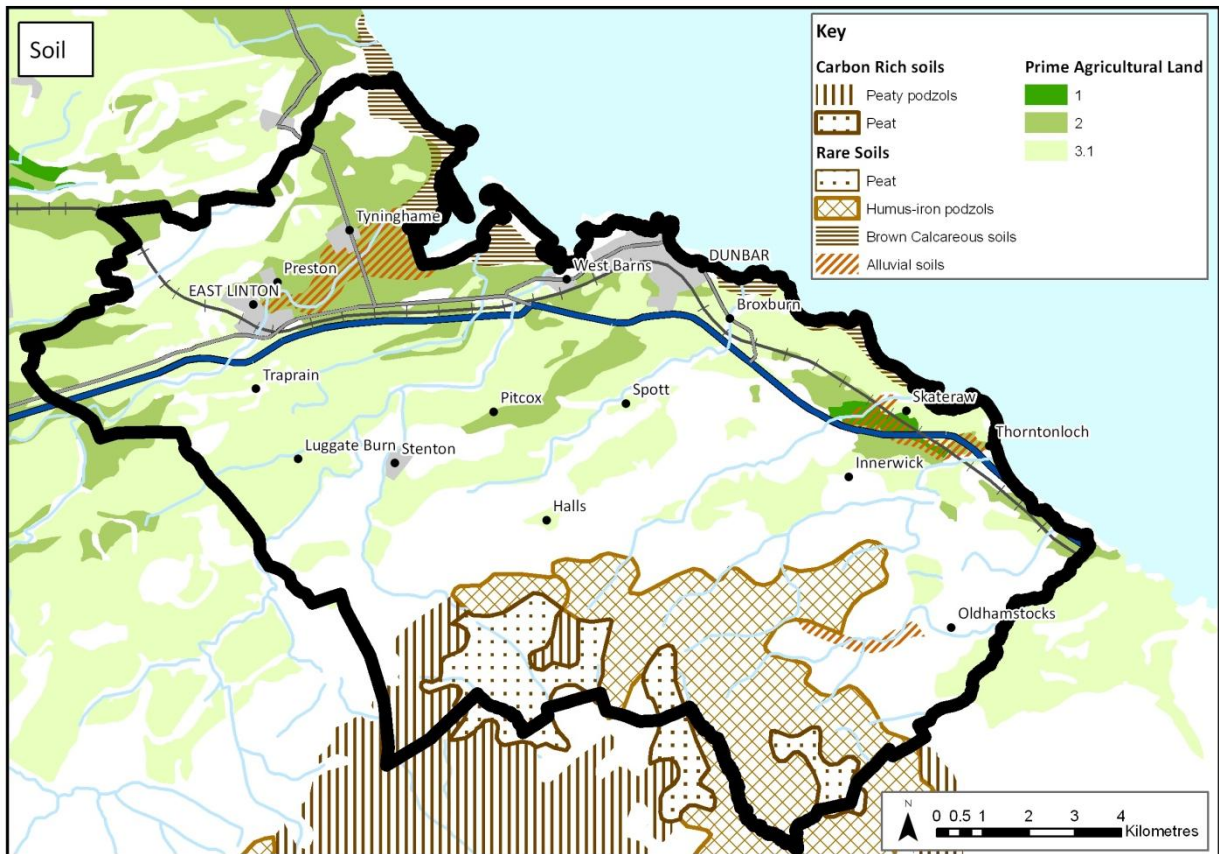 Soil
Key
Carbon Rich soils
Peaty podzols
Peat
Rare Soils
Peat
Humus-iron podzols
Brown Calcareous soils
Alluvial soils
Prime Agricultural Land
1
2
3.1
Tyninghame
Preston
EAST LINTON
West Barns
DUNBAR
Broxburn
Traprain
Pitcox
Spott
Skateraw
Thorntonloch
Luggate Burn
Stenton
Innerwick
Halls
Oldhamstocks
N
0 0.5 1 2 3 4
Kilometres